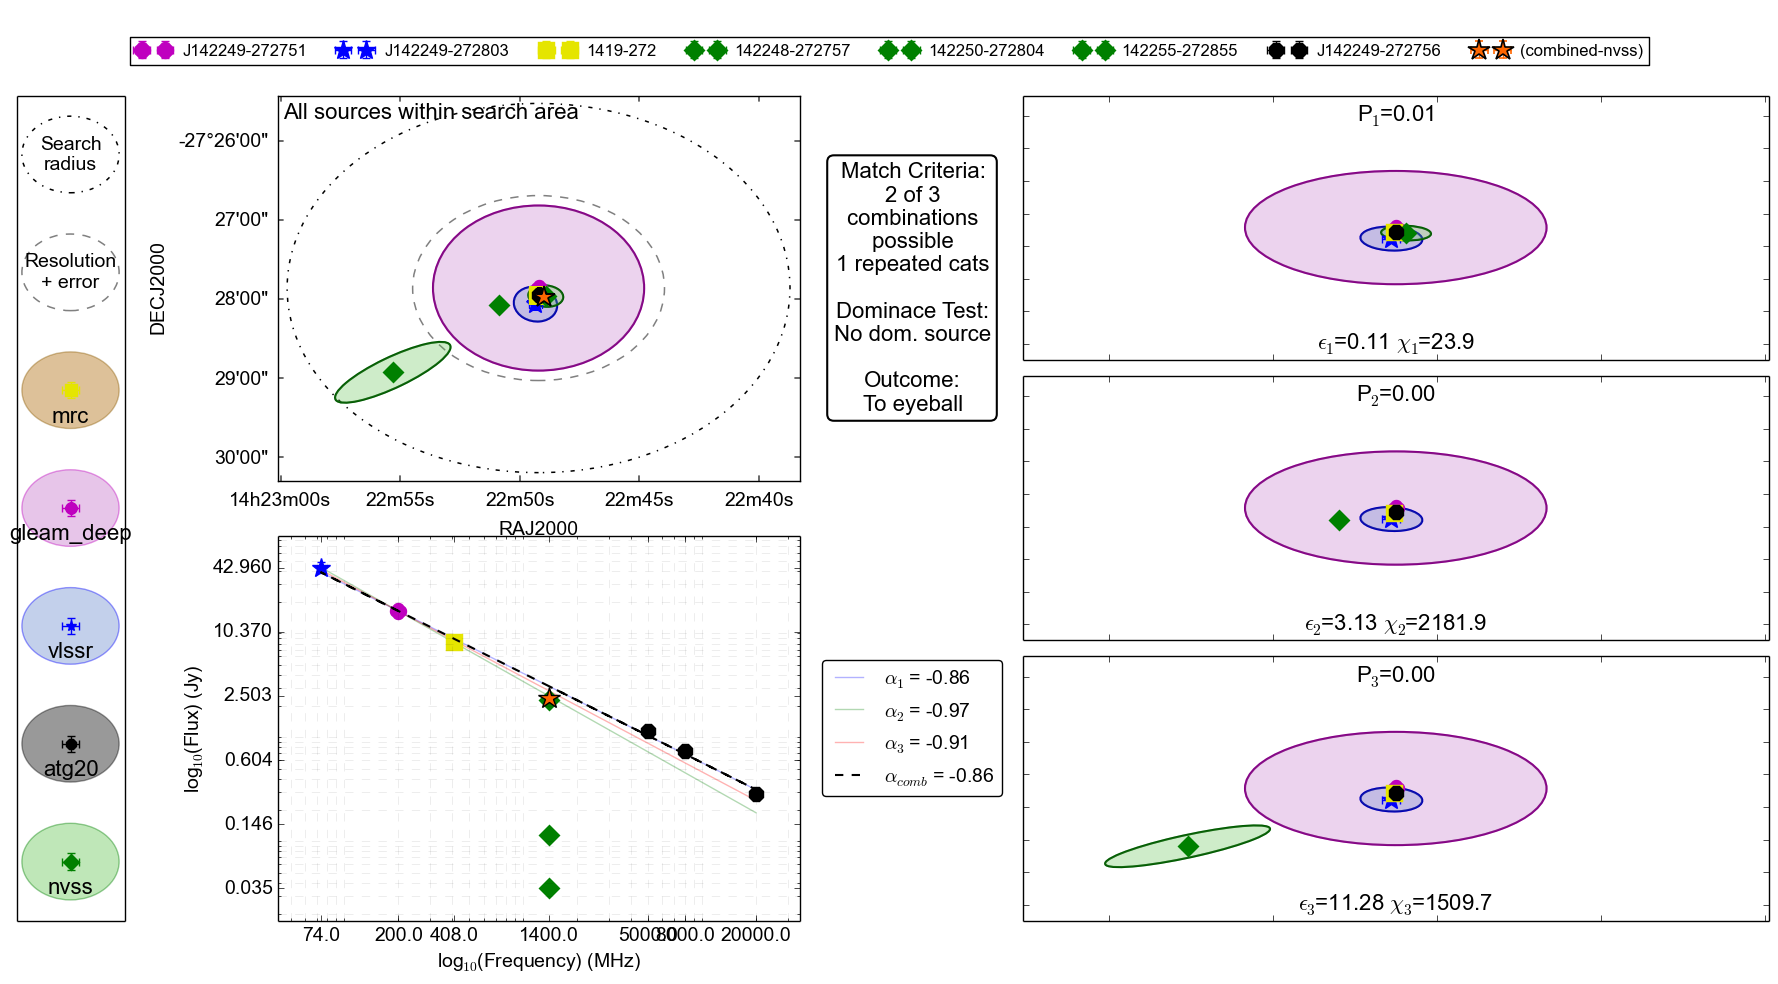 J142249-272751 J142249-272803 1419-272 142248-272757 142250-272804 142255-272855 J142249-272756 (combined-nvss)
Search
radius
Resolution
+ error
mrc
gleam_deep
vlssr
atg20
nvss
All sources within search area
DECJ2000
-27°26'00"
27'00"
28'00"
29'00"
30'00"
14h23m00s 22m55s 22m50s 22m45s 22m40s
RAJ2000
log10(Flux) (Jy)
42.960
10.370
2.503
0.604
0.146
0.035
74.0 200.0 408.0 1400.0 5000.0 8000.0 20000.0
log10(Frequency) (MHz)
Match Criteria:
2 of 3
combinations
possible
1 repeated cats
Dominace Test:
No dom. source
Outcome:
To eyeball
α1 = -0.86
α2 = -0.97
α3 = -0.91
αcomb = -0.86
P1=0.01
ϵ1=0.11 χ1=23.9
P2=0.00
ϵ2=3.13 χ2=2181.9
P3=0.00
ϵ3=11.28 χ3=1509.7